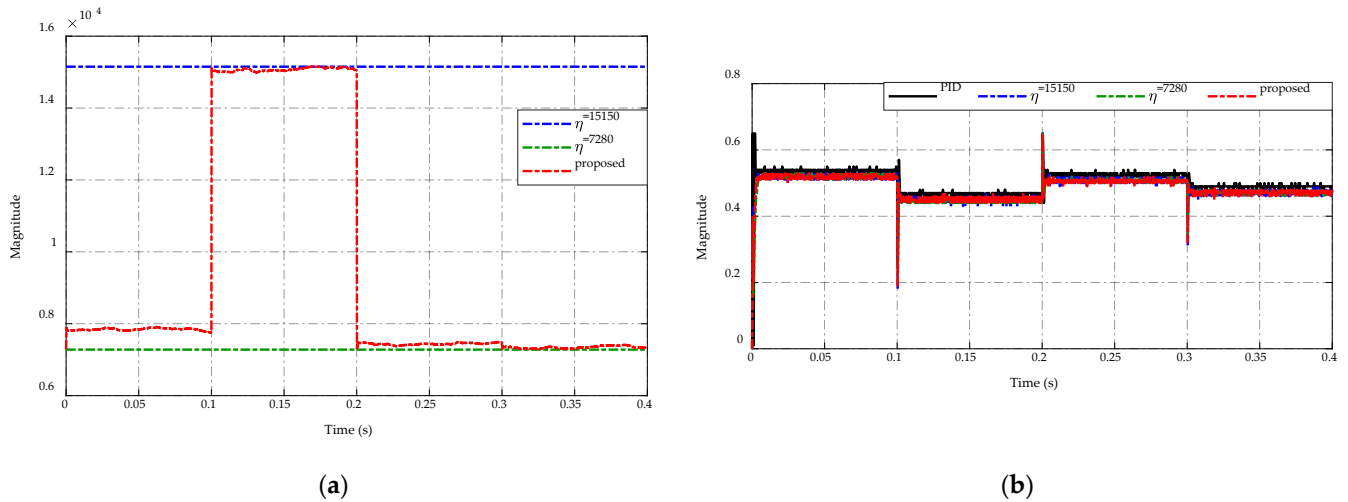 × 10 4
1.6
1.4
1.2
1
0.8
0.6
0 0.05 0.1 0.15 0.2 0.25 0.3 0.35 0.4
Magnitude
Time (s)
η=15150
η=7280
proposed
(a)
0.8
0.6
0.4
0.2
0
0.05 0.1 0.15 0.2 0.25 0.3 0.35 0.4
Magnitude
Time (s)
PID η=15150 η=7280 proposed
(b)